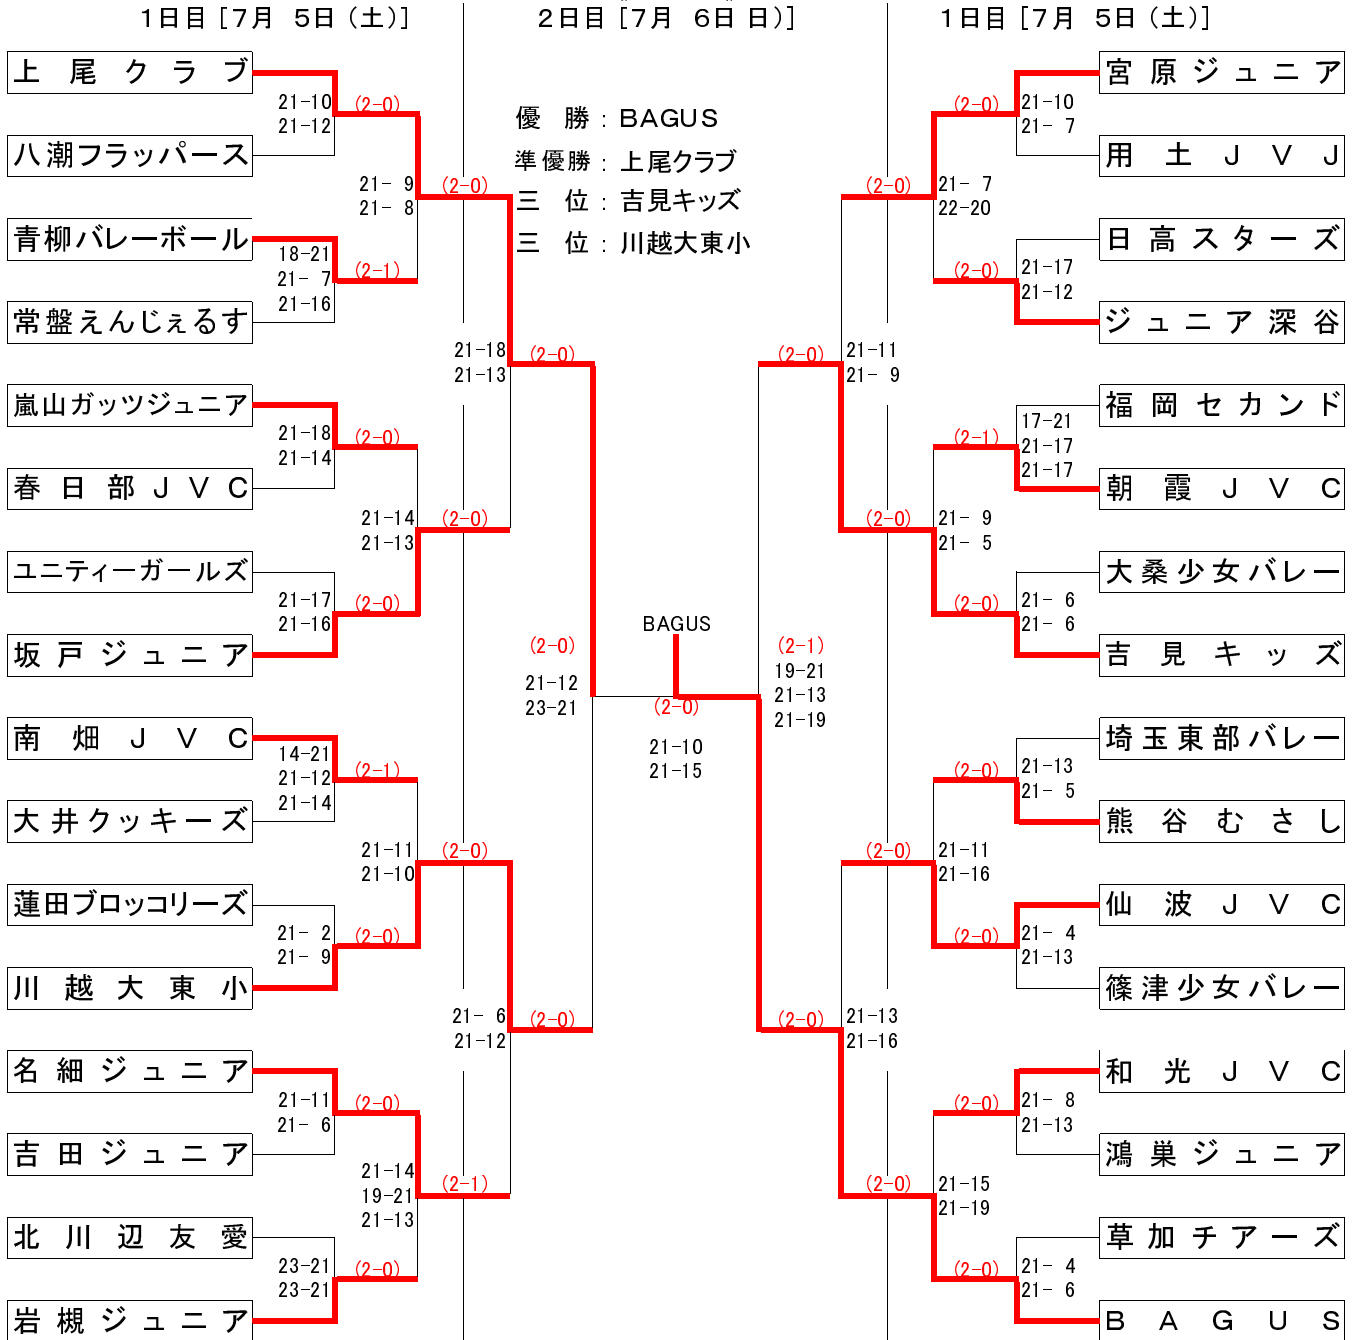 1日目［7月　5日（土）］
2日目［7月　6日 日）］
1日目［7月　5日（土）］
優　勝：BAGUS
準優勝：上尾クラブ
三　位：吉見キッズ
三　位：川越大東小
上尾クラブ
21-10
21-12
(2-0)
八潮フラッパース
21- 9
21- 8
(2-0)
青柳バレーボール
18-21
21- 7
21-16
(2-1)
常盤えんじぇるす
21-18
21-13
(2-0)
嵐山ガッツジュニア
21-18
21-14
(2-0)
春日部JVC
21-14
21-13
(2-0)
ユニティーガールズ
21-17
21-16
(2-0)
坂戸ジュニア
(2-0)
21-12
23-21
南畑JVC
14-21
21-12
21-14
(2-1)
大井クッキーズ
21-11
21-10
(2-0)
蓮田ブロッコリーズ
21- 2
21- 9
(2-0)
川越大東小
21- 6
21-12
(2-0)
名細ジュニア
21-11
21- 6
(2-0)
吉田ジュニア
21-14
19-21
21-13
(2-1)
北川辺友愛
23-21
23-21
(2-0)
岩槻ジュニア
BAGUS
(2-0)
21-10
21-15
宮原ジュニア
(2-0)
21-10
21- 7
用土JVJ
(2-0)
21- 7
22-20
日高スターズ
(2-0)
21-17
21-12
ジュニア深谷
(2-0)
21-11
21- 9
福岡セカンド
(2-1)
17-21
21-17
21-17
朝霞JVC
(2-0)
21- 9
21- 5
大桑少女バレー
(2-0)
21- 6
21- 6
吉見キッズ
(2-1)
19-21
21-13
21-19
埼玉東部バレー
(2-0)
21-13
21- 5
熊谷むさし
(2-0)
21-11
21-16
仙波JVC
(2-0)
21- 4
21-13
篠津少女バレー
(2-0)
21-13
21-16
和光JVC
(2-0)
21- 8
21-13
鴻巣ジュニア
(2-0)
21-15
21-19
草加チアーズ
(2-0)
21- 4
21- 6
BAGUS